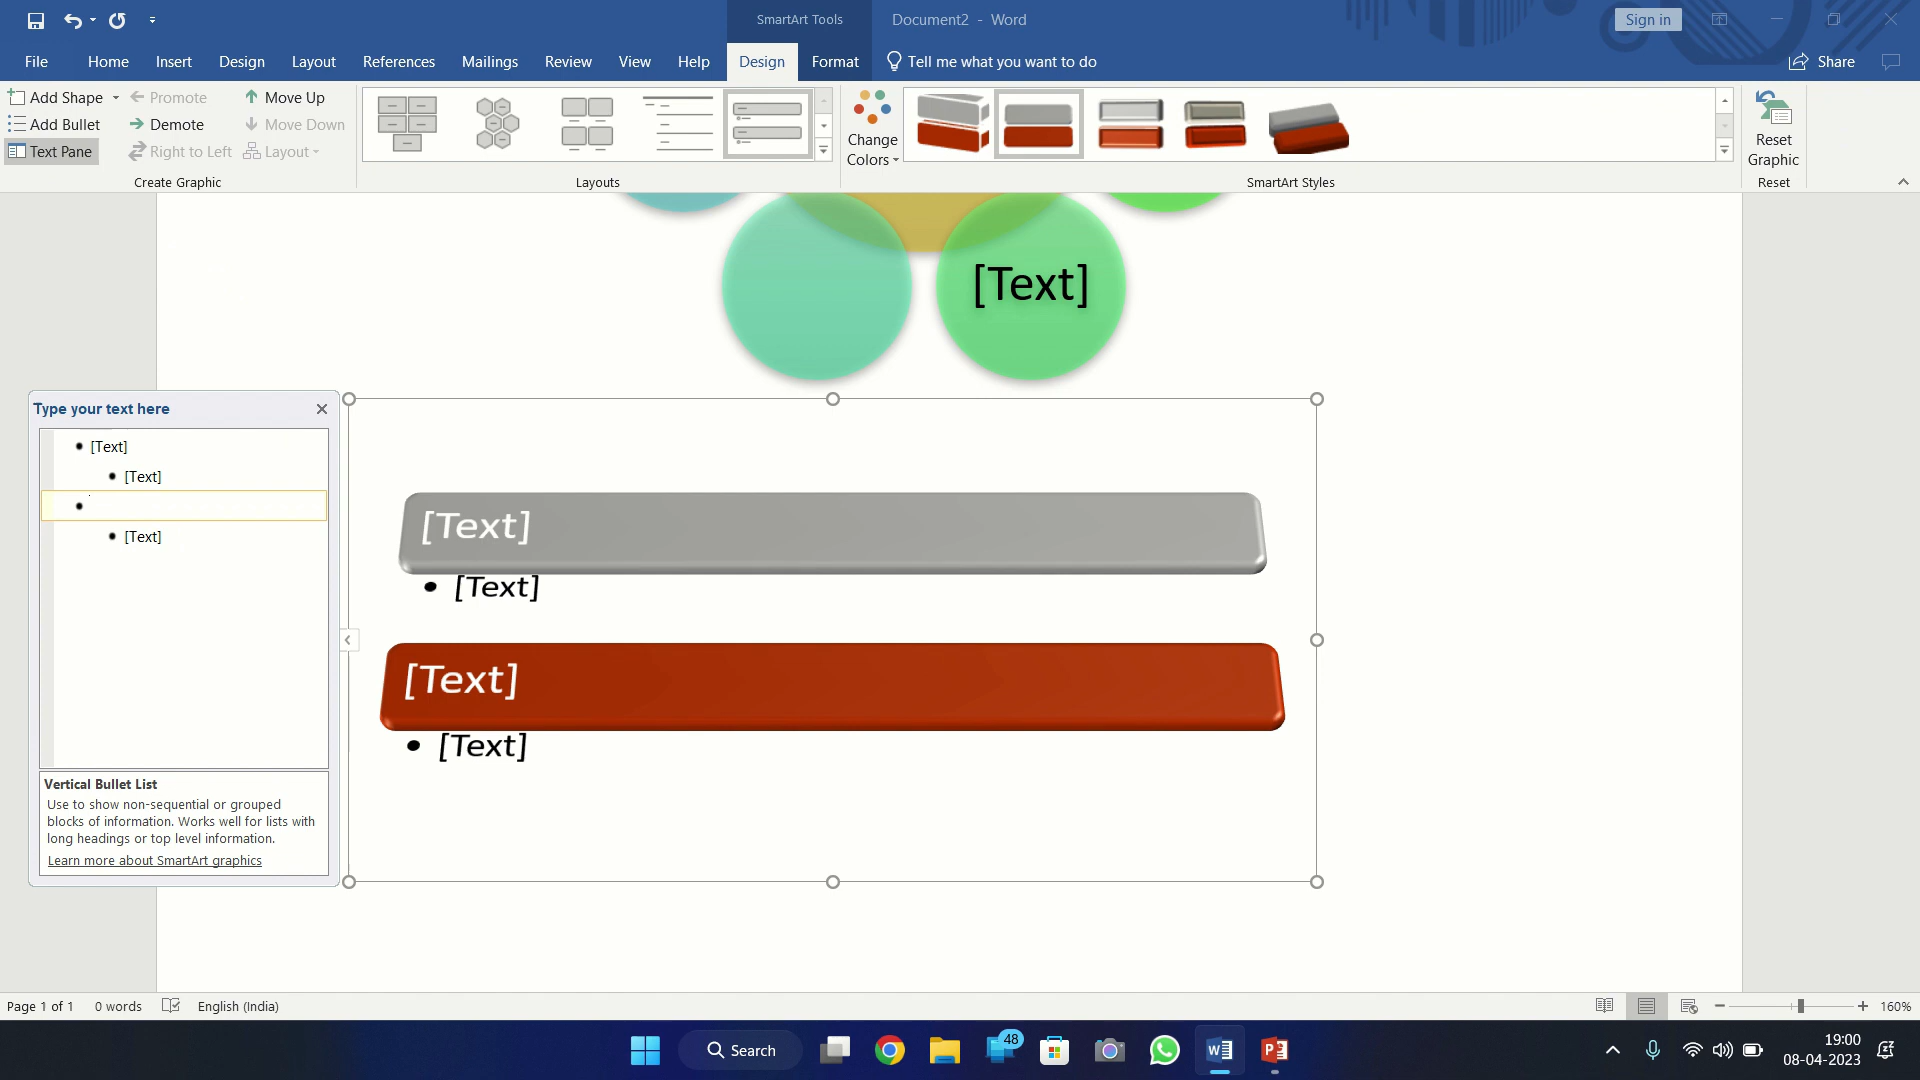 SmartArt Tools
Document2 - Word
Sign in
File Home Insert Design Layout References Mailings Review View Help Design Format Tell me what you want to do Share
Add Shape Promote Move Up
Add Bullet Demote Move Down
Text Pane Right to Left Layout
Create Graphic
Layouts
Change
Colors
SmartArt Styles
Reset
Graphic
Reset
[Text]
Type your text here
[Text]
[Text]
[Text]
Vertical Bullet List
Use to show non-sequential or grouped
blocks of information. Works well for lists with
long headings or top level information.
Learn more about SmartArt graphics
[Text]
[Text]
[Text]
[Text]
Page 1 of 1 0 words English (India) 160%
Search
48
19:00
08-04-2023